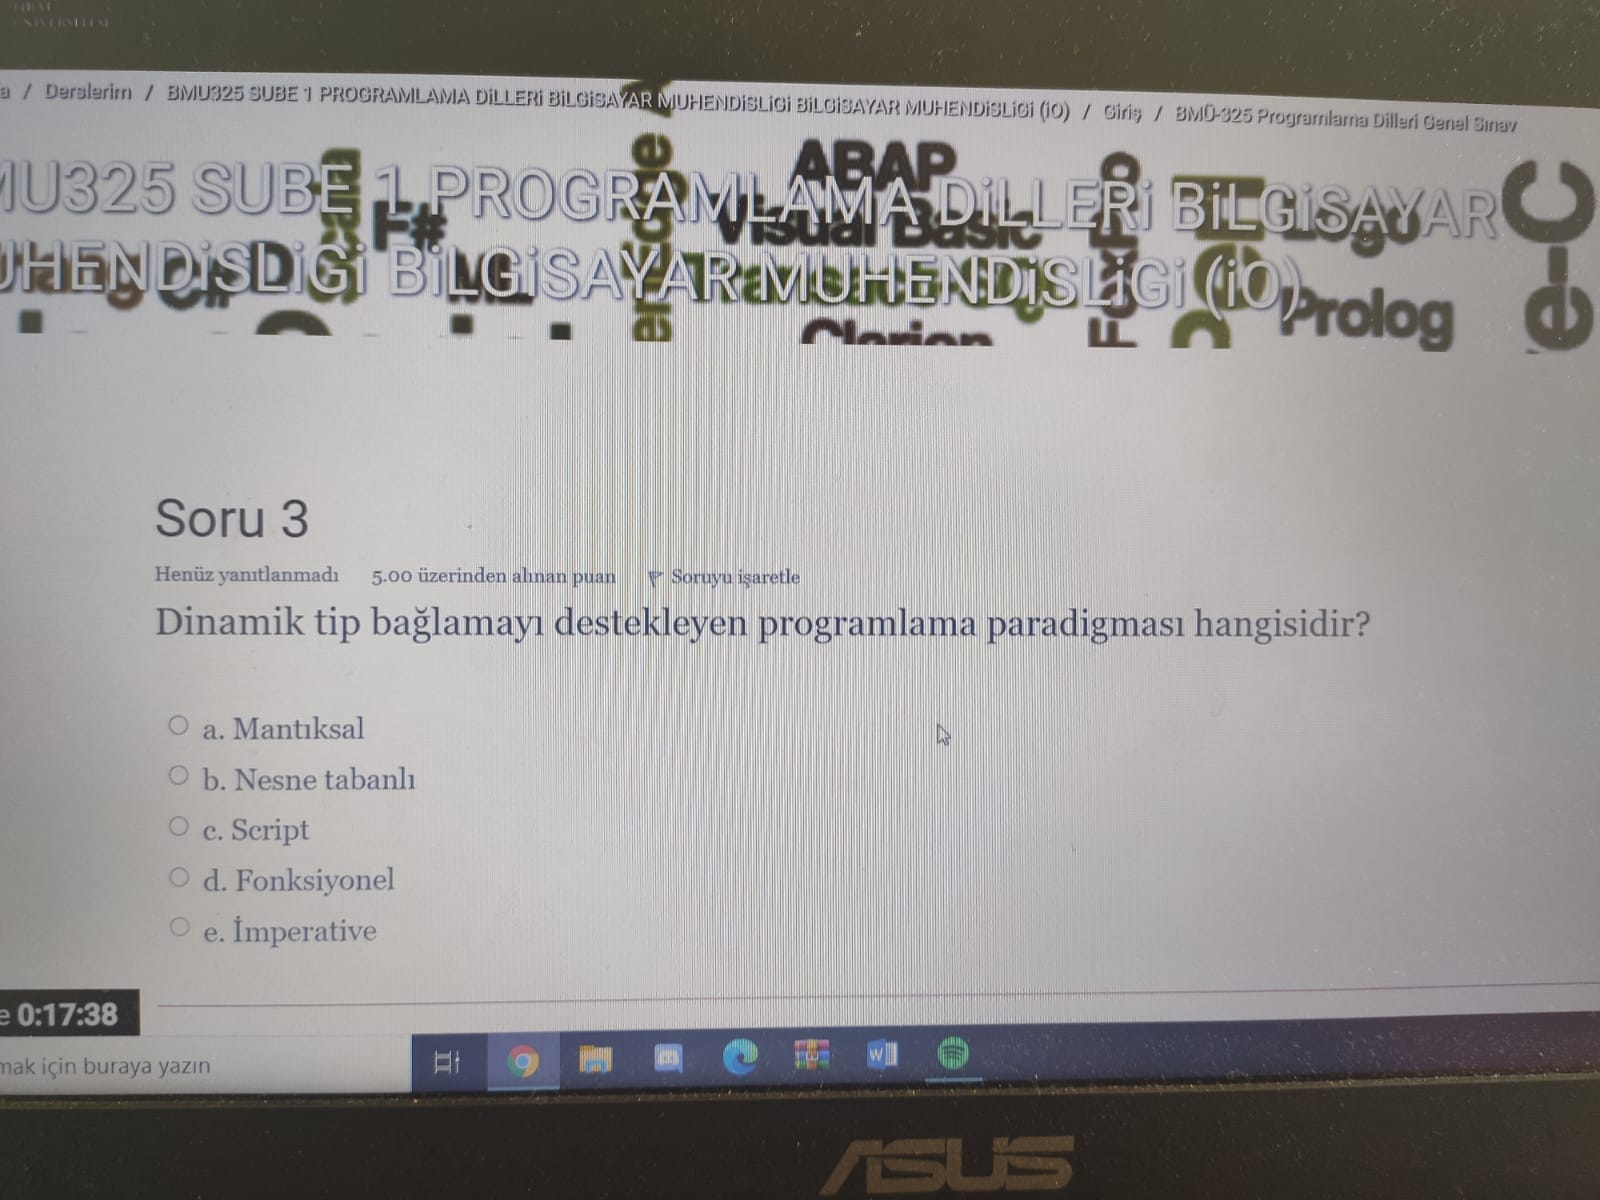 a / Derslerim / BMU325 SUBE 1 PROGRAMLAMA DiLLERi BiLGiSAYAR MUHENDiSLiGi BiLGiSAYAR MUHENDiSLiGi (iO) / Giriş / BMÜ-325 Programlama Dilleri Genel Sınav
MU325 SUBE 1 PROGRAMLAMA DiLLERi BiLGiSAYAR
UHENDiSLiGi BiLGiSAYAR MUHENDiSLiGi (iO)
ABAP
F#
Visual Basic
Logo
C#
Prolog
Clarion
Soru 3
Henüz yanıtlanmadı 5.00 üzerinden alınan puan Soruyu işaretle
Dinamik tip bağlamayı destekleyen programlama paradigması hangisidir?
a. Mantıksal
b. Nesne tabanlı
c. Script
d. Fonksiyonel
e. İmperative
e 0:17:38
mak için buraya yazın
ASUS